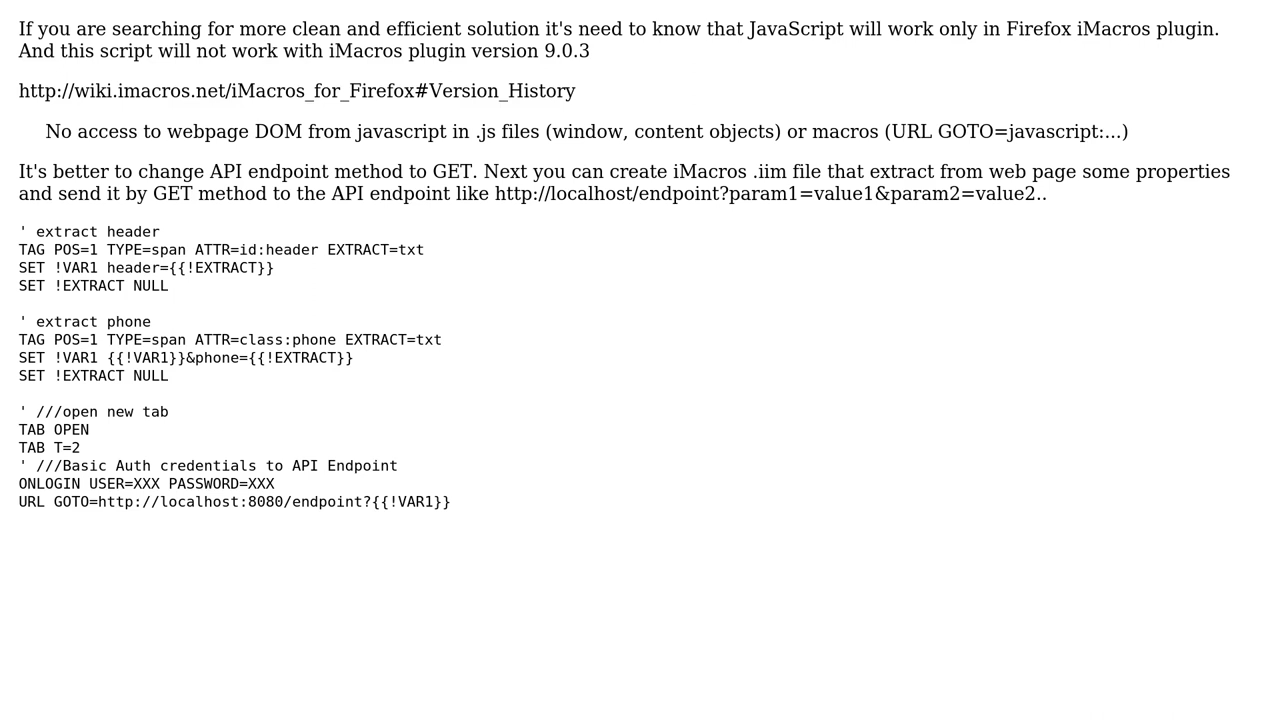 If you are searching for more clean and efficient solution it's need to know that JavaScript will work only in Firefox iMacros plugin.
And this script will not work with iMacros plugin version 9.0.3
http://wiki.imacros.net/iMacros_for_Firefox#Version_History
No access to webpage DOM from javascript in .js files (window, content objects) or macros (URL GOTO=javascript:...)
It's better to change API endpoint method to GET. Next you can create iMacros .iim file that extract from web page some properties
and send it by GET method to the API endpoint like http://localhost/endpoint?param1=value1&param2=value2..
' extract header
TAG POS=1 TYPE=span ATTR=id:header EXTRACT=txt
SET !VAR1 header={{!EXTRACT}}
SET !EXTRACT NULL
' extract phone
TAG POS=1 TYPE=span ATTR=class:phone EXTRACT=txt
SET !VAR1 {{!VAR1}}&phone={{!EXTRACT}}
SET !EXTRACT NULL
' ///open new tab
TAB OPEN
TAB T=2
' ///Basic Auth credentials to API Endpoint
ONLOGIN USER=XXX PASSWORD=XXX
URL GOTO=http://localhost:8080/endpoint?{{!VAR1}}